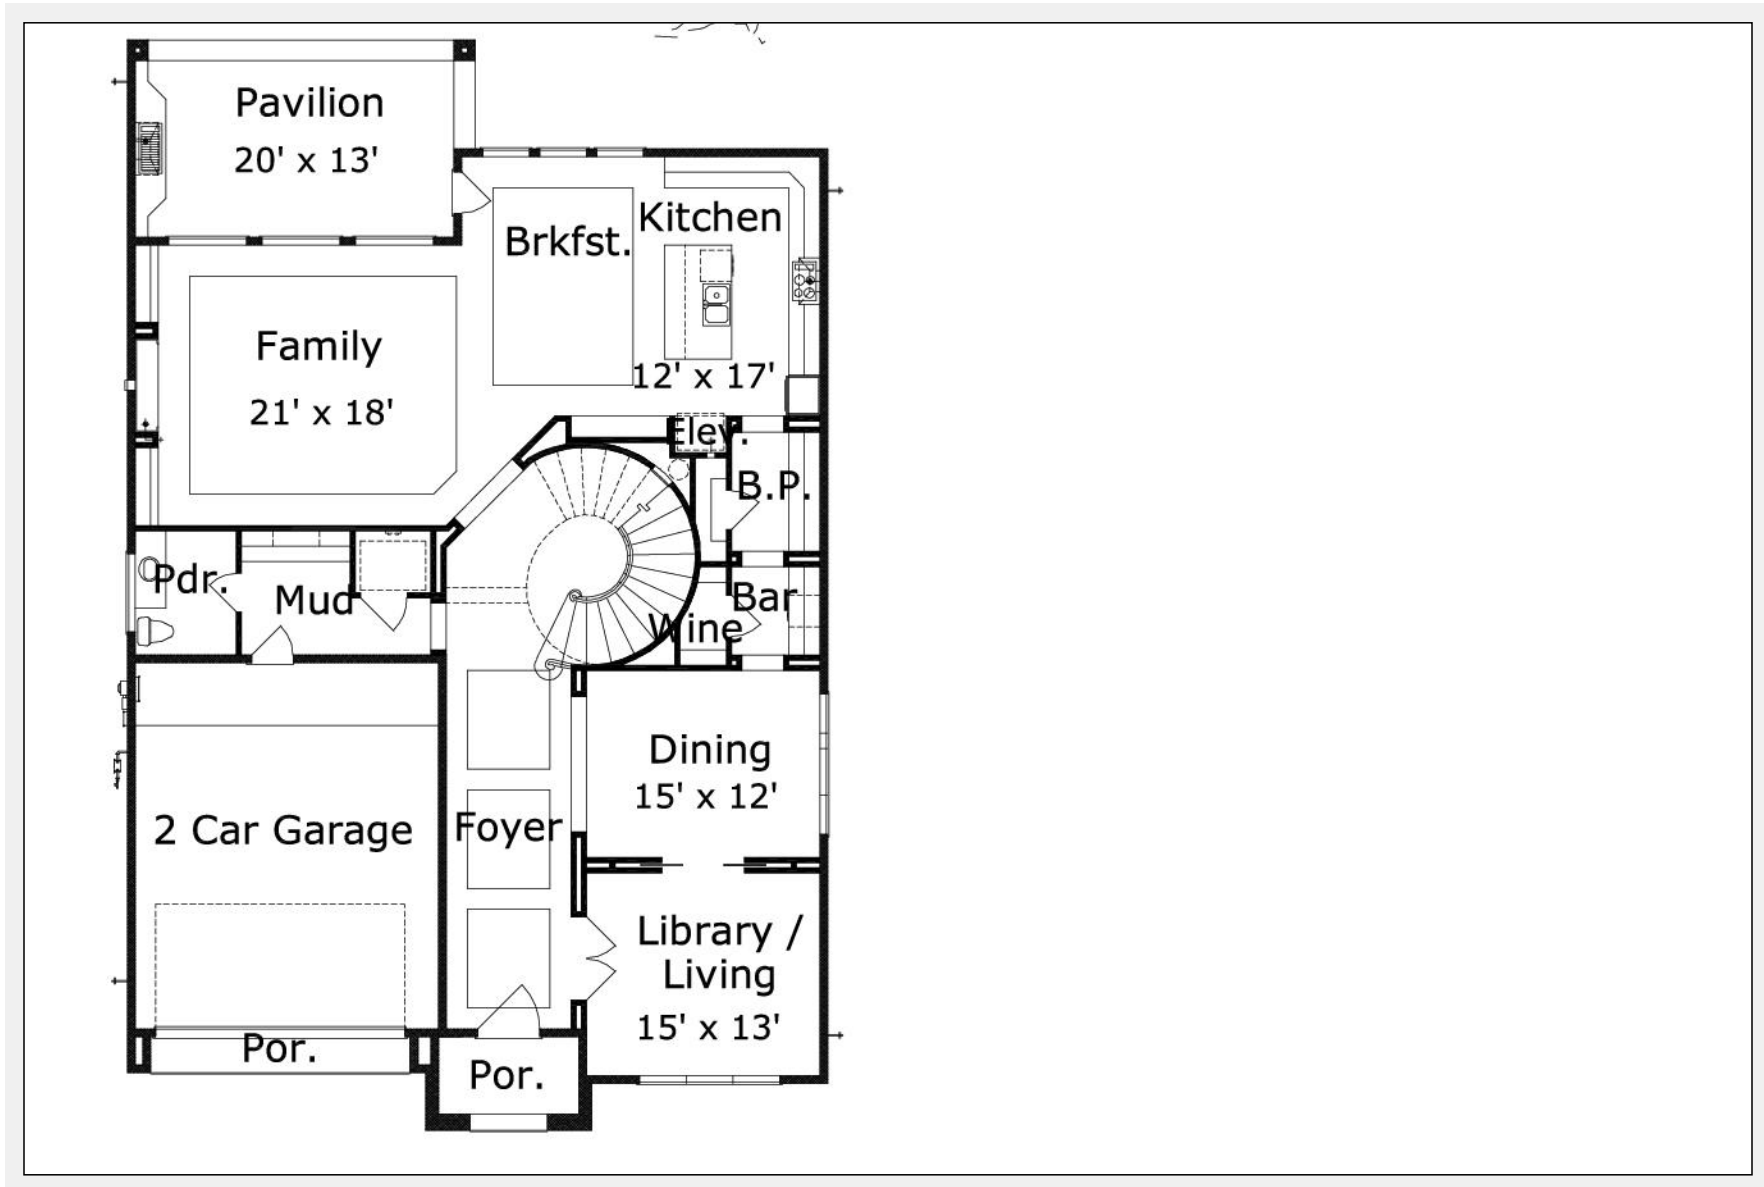 Pavilion
20' x 13'
Kitchen
Brkfst.
Family
12' x 17'
21' x 18'
Elev.
B.P.
Pdr.
Mud
Bar
Wine
Dining
15' x 12'
2 Car Garage
Foyer
Library /
Living
15' x 13'
Por.
Por.